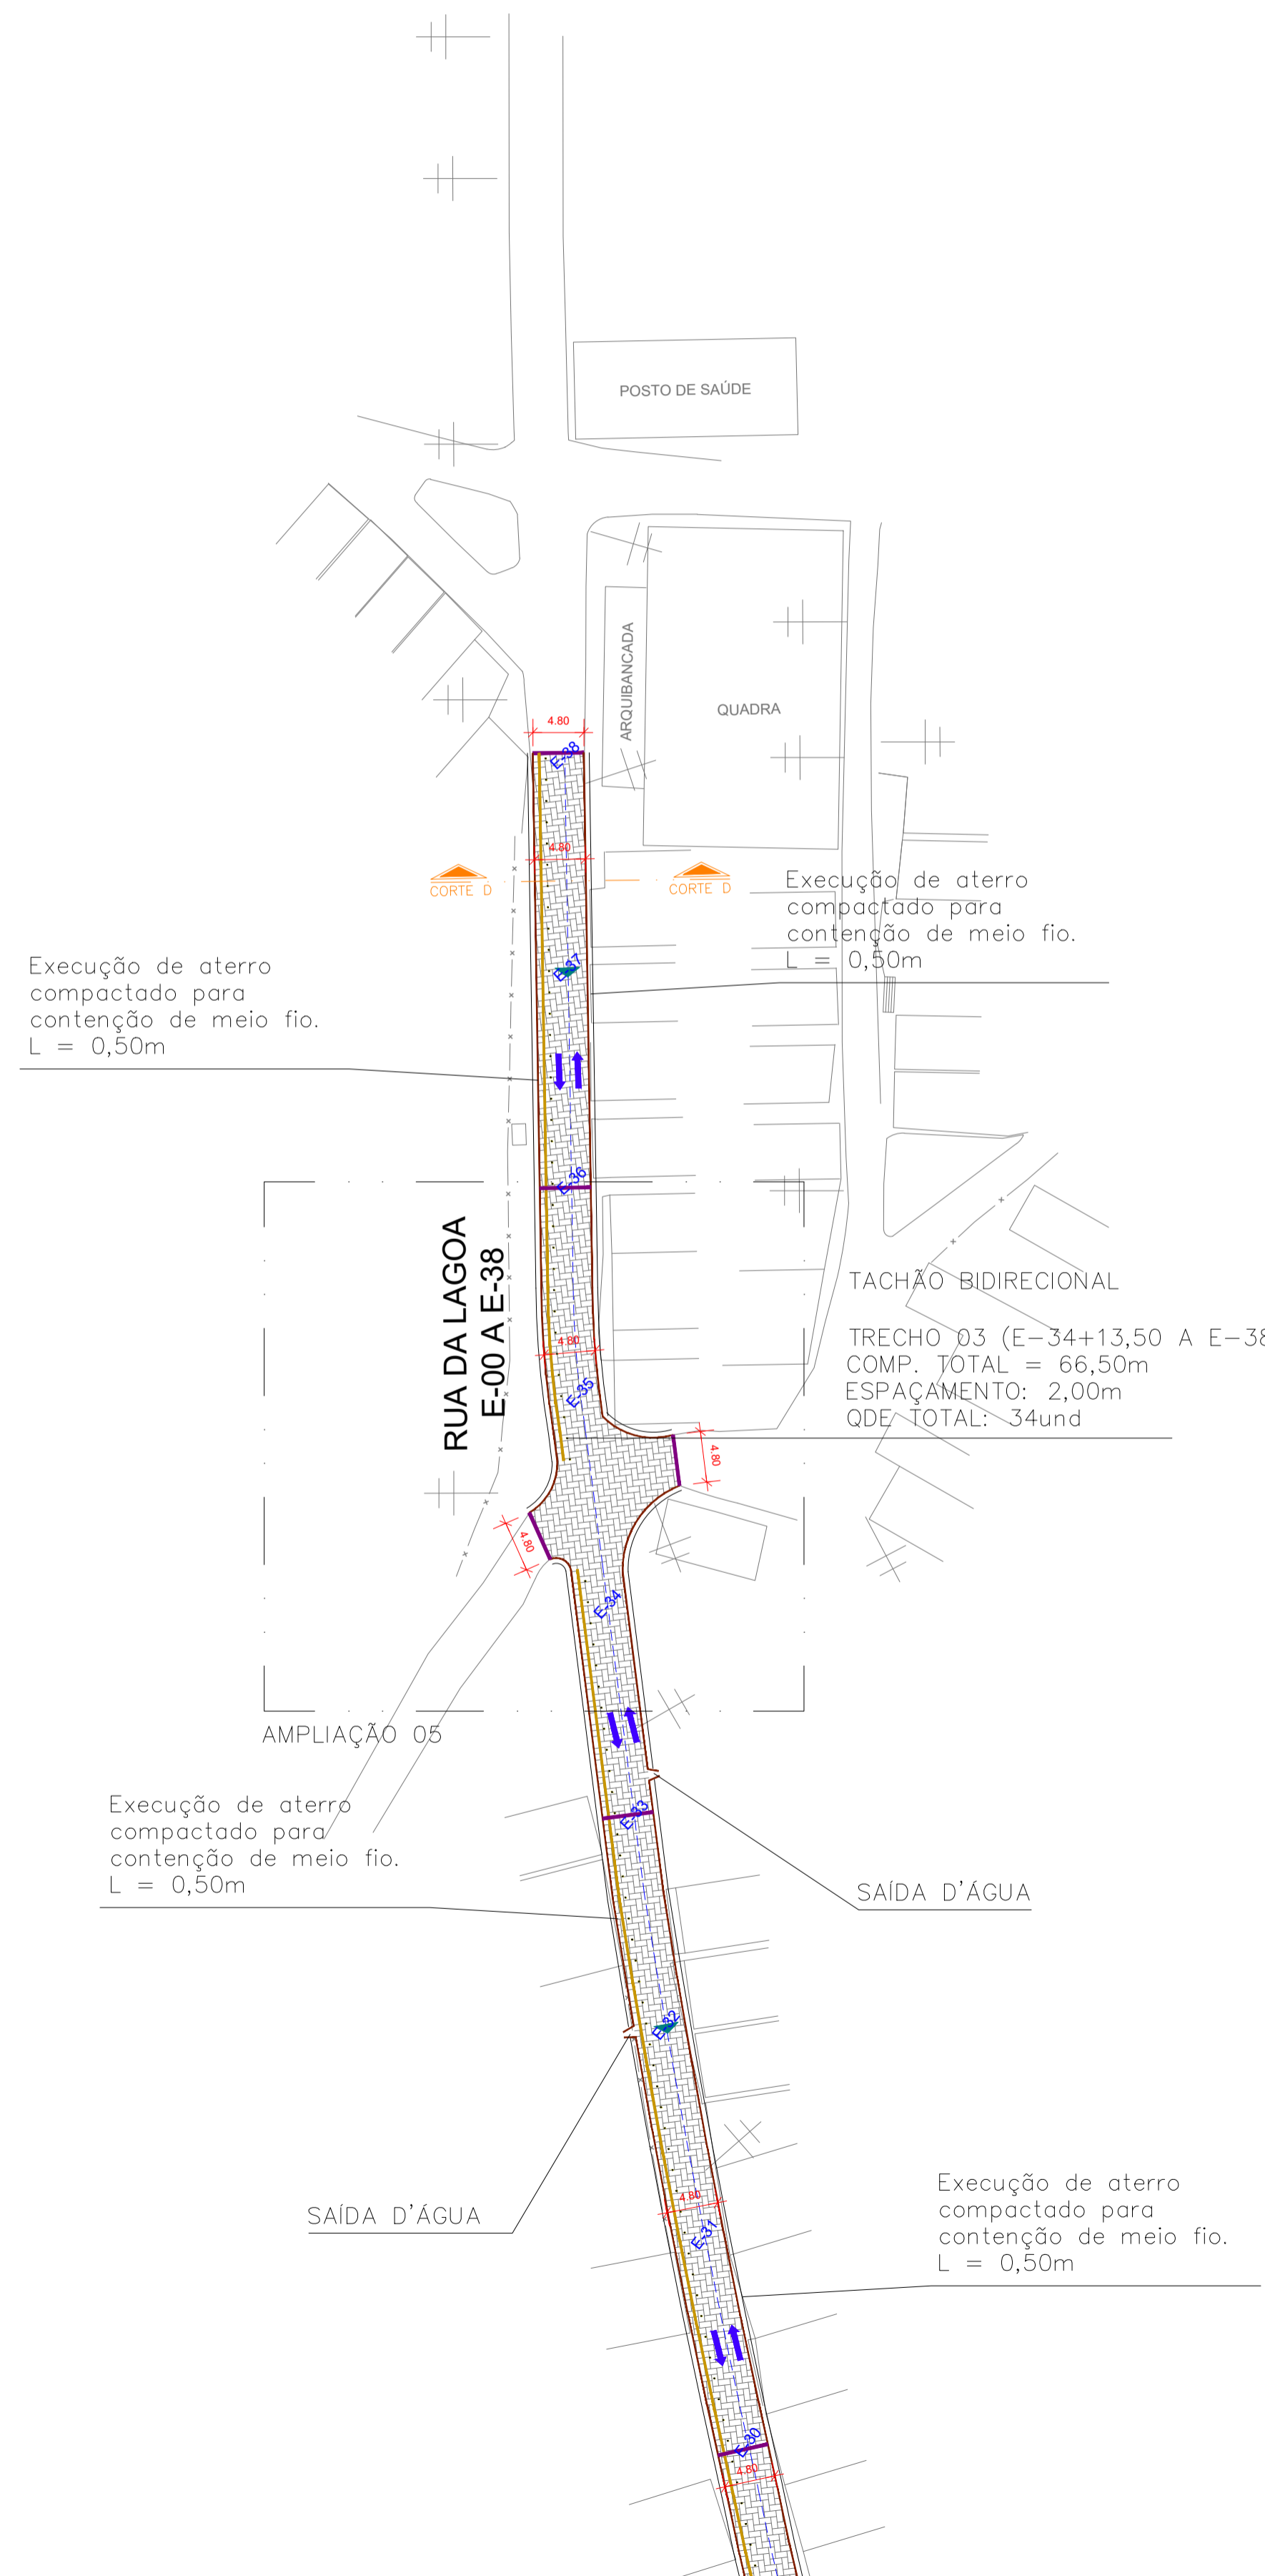 POSTO DE SAÚDE
ARQUIBANCADA
QUADRA
4.80
E-38
4.80
CORTE D
CORTE D
Execução de aterro
compactado para
contenção de meio fio.
L = 0,50m
Execução de aterro
compactado para
contenção de meio fio.
L = 0,50m
E-37
E-36
RUA DA LAGOA
E-00 A E-38
TACHÃO BIDIRECIONAL
TRECHO 03 (E-34+13,50 A E-38
COMP. TOTAL = 66,50m
ESPAÇAMENTO: 2,00m
QDE TOTAL: 34und
4.80
E-35
4.80
4.80
E-34
AMPLIAÇÃO 05
Execução de aterro
compactado para
contenção de meio fio.
L = 0,50m
E-33
SAÍDA D'ÁGUA
E-32
SAÍDA D'ÁGUA
4.80
E-31
Execução de aterro
compactado para
contenção de meio fio.
L = 0,50m
E-30
4.80